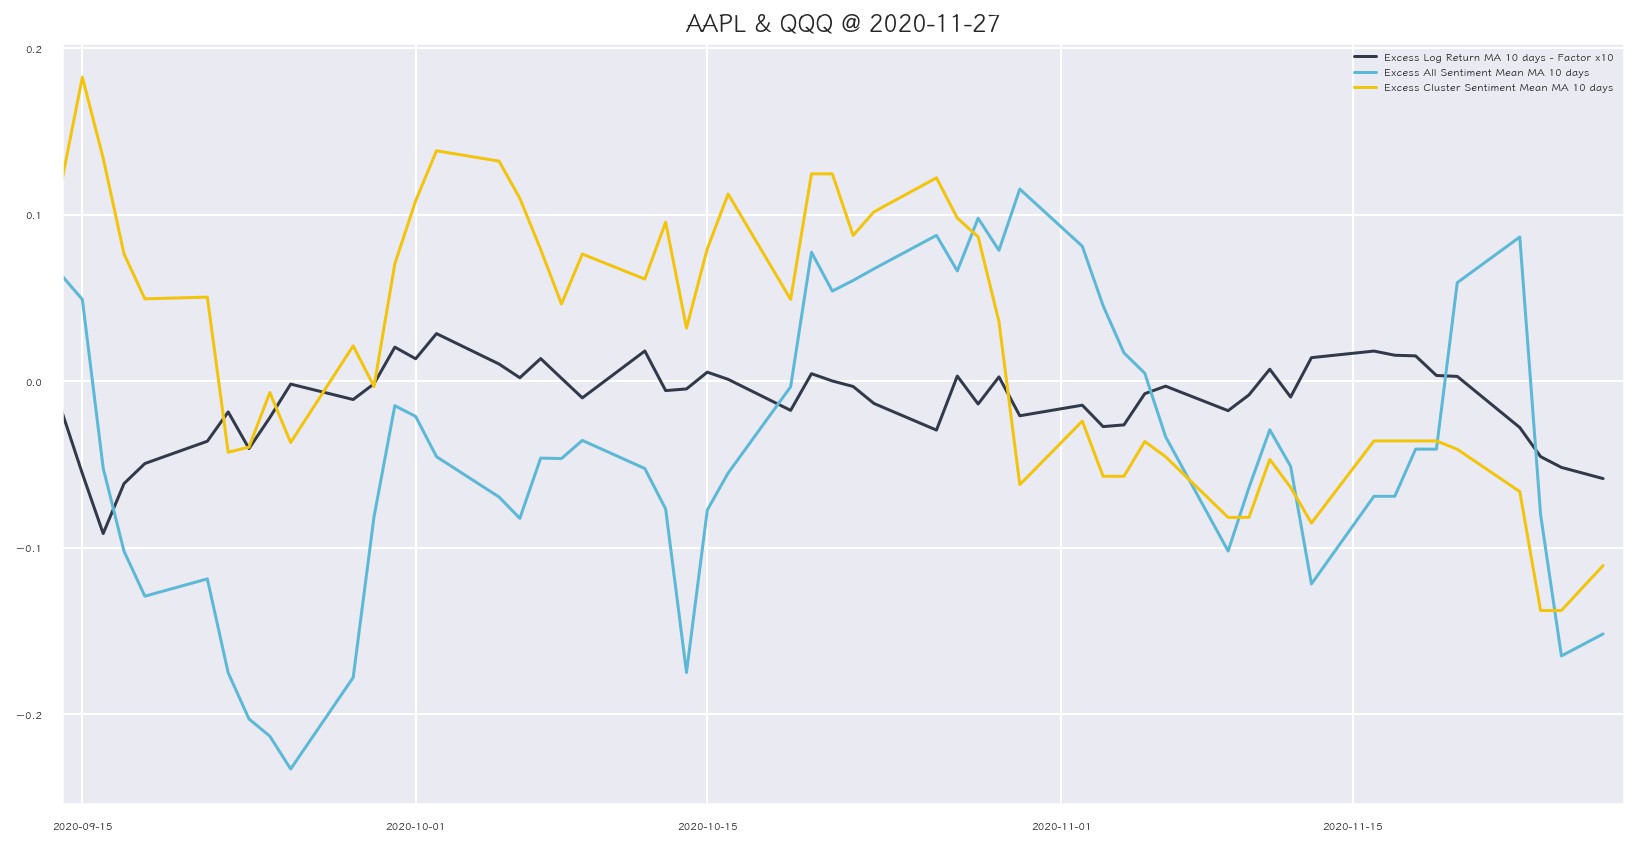 AAPL & QQQ @ 2020-11-27
Excess Log Return MA 10 days - Factor x10
Excess All Sentiment Mean MA 10 days
Excess Cluster Sentiment Mean MA 10 days
0.2
0.1
0.0
−0.1
−0.2
2020-09-15
2020-10-01
2020-10-15
2020-11-01
2020-11-15